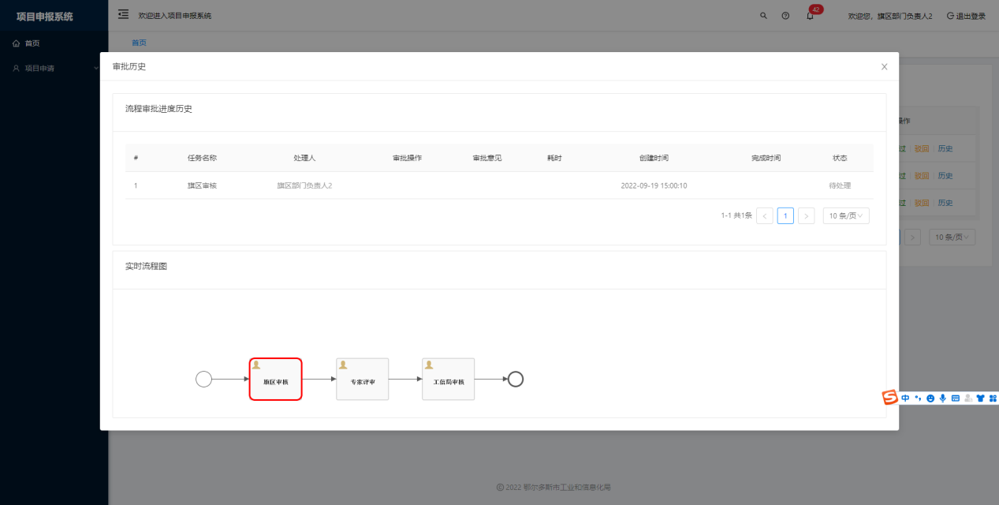 项目申报系统
欢迎进入项目申报系统
42
欢迎您，旗区部门负责人2
退出登录
首页
项目申请
首页
审批历史
流程审批进度历史
# 任务名称 处理人 审批操作 审批意见 耗时 创建时间 完成时间 状态
1 旗区审核 旗区部门负责人2 2022-09-19 15:00:10 待处理
1-1 共1条 < 1 > 10 条/页
实时流程图
旗区审核
专家评审
工信局审核
操作
过 驳回 历史
过 驳回 历史
过 驳回 历史
> 10 条/页
S 中
© 2022 鄂尔多斯市工业和信息化局